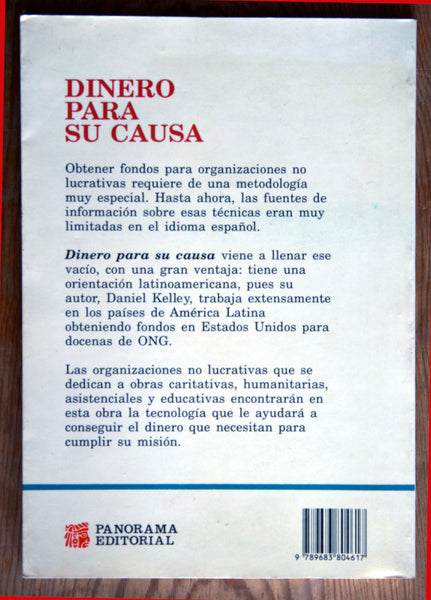 DINERO
PARA
SU CAUSA
Obtener fondos para organizaciones no
lucrativas requiere de una metodología
muy especial. Hasta ahora, las fuentes de
información sobre esas técnicas eran muy
limitadas en el idioma español.
Dinero para su causa viene a llenar ese
vacío, con una gran ventaja: tiene una
orientación latinoamericana, pues su
autor, Daniel Kelley, trabaja extensamente
en los países de América Latina
obteniendo fondos en Estados Unidos para
docenas de ONG.
Las organizaciones no lucrativas que se
dedican a obras caritativas, humanitarias,
asistenciales y educativas encontrarán en
esta obra la tecnología que le ayudará a
conseguir el dinero que necesitan para
cumplir su misión.
PANORAMA
EDITORIAL
9 789683 804617